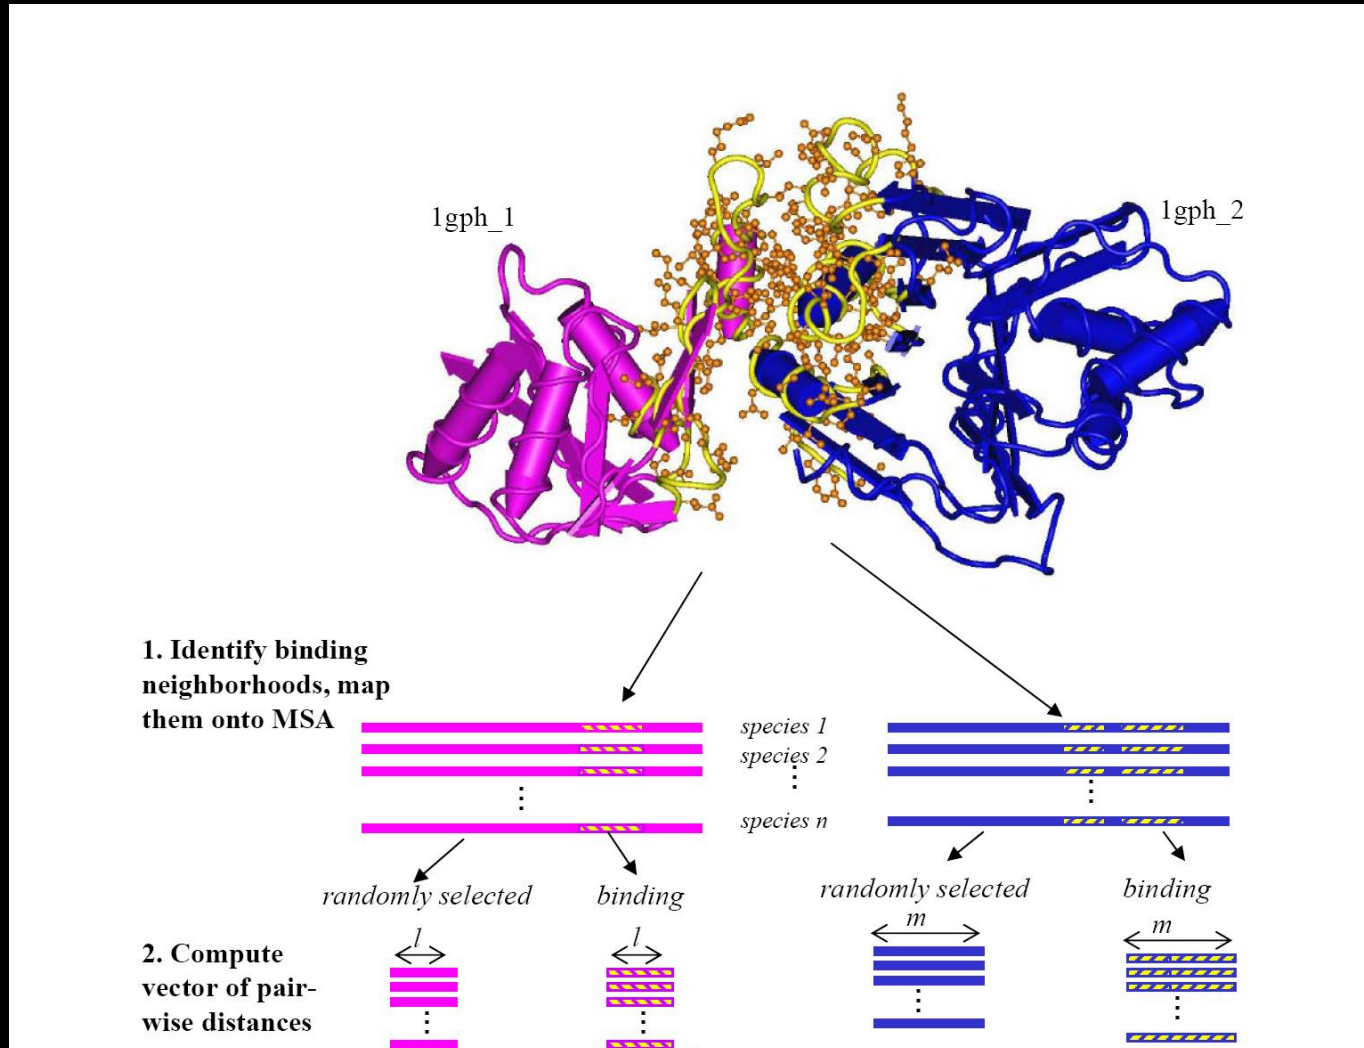 1gph_1
1gph_2
1. Identify binding
neighborhoods, map
them onto MSA
species 1
species 2
species n
randomly selected
binding
randomly selected
binding
l
l
m
m
2. Compute
vector of pair-
wise distances